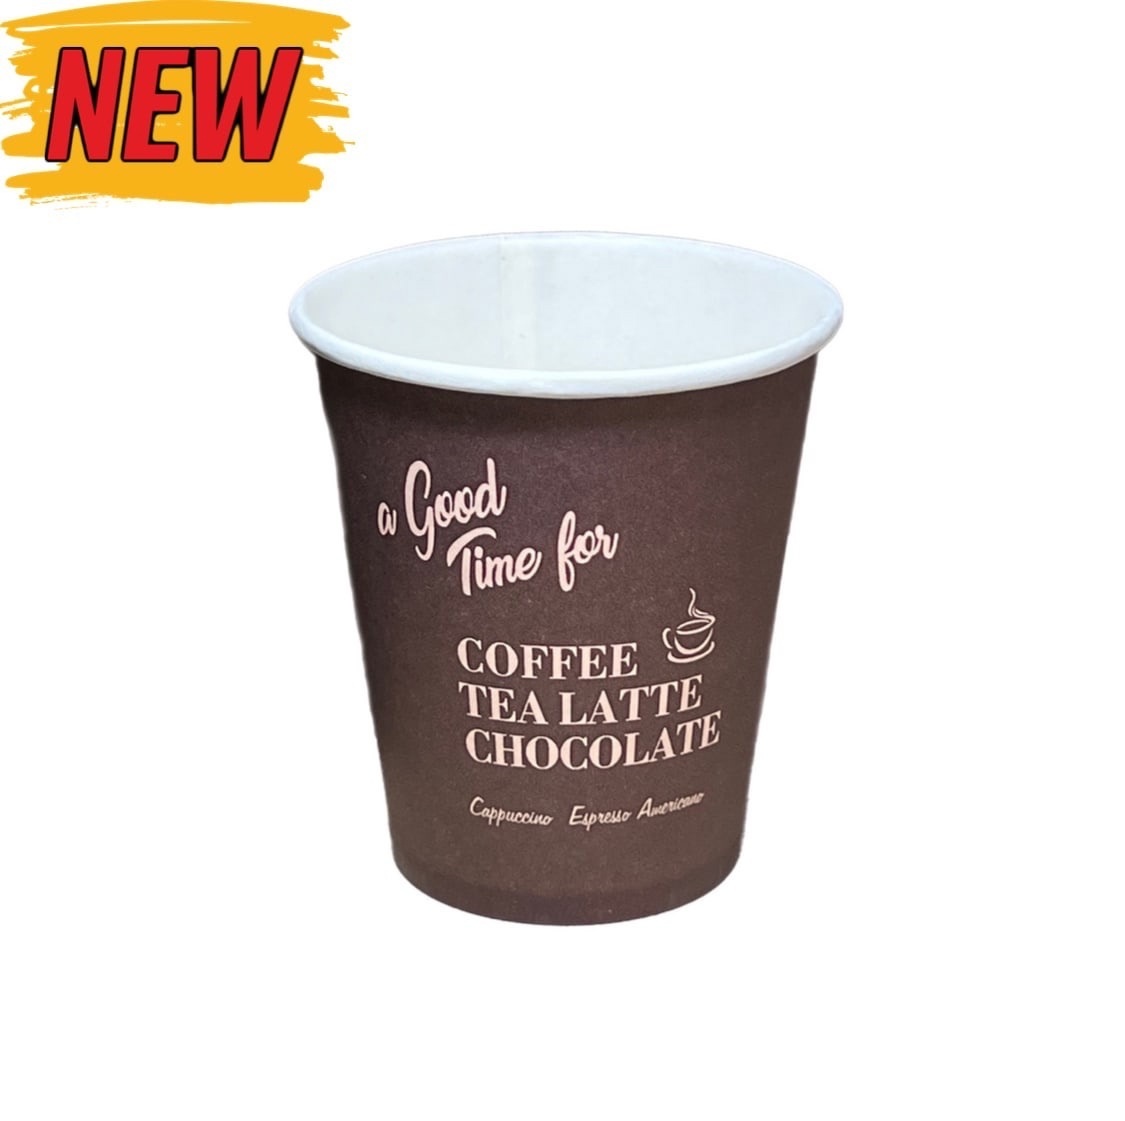 NEW
a Good
Time for
COFFEE
TEA LATTE
CHOCOLATE
Cappuccino Espresso Americano